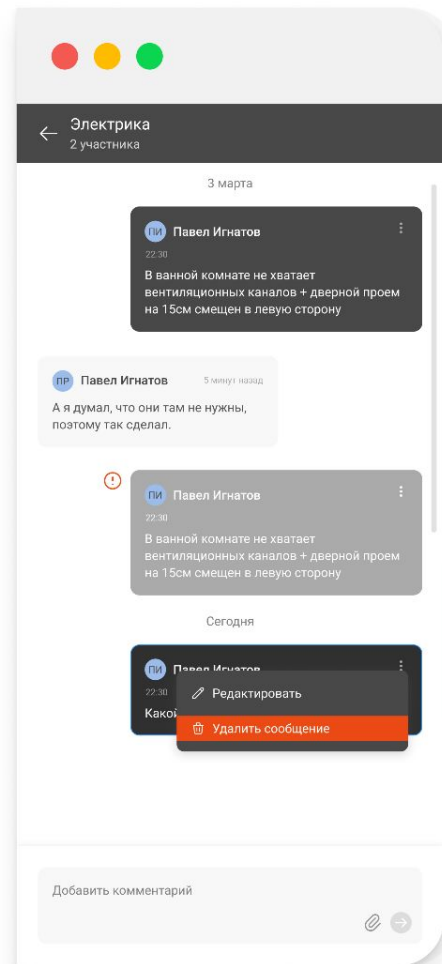 Электрика
2 участника
3 марта
ПИ Павел Игнатов
22:30
В ванной комнате не хватает
вентиляционных каналов + дверной проем
на 15см смещен в левую сторону
ПР Павел Игнатов 5 минут назад
А я думал, что они там не нужны,
поэтому так сделал.
ПИ Павел Игнатов
22:30
В ванной комнате не хватает
вентиляционных каналов + дверной проем
на 15см смещен в левую сторону
Сегодня
ПИ Павел Игнатов
22:30
Редактировать
Какой
Удалить сообщение
Добавить комментарий